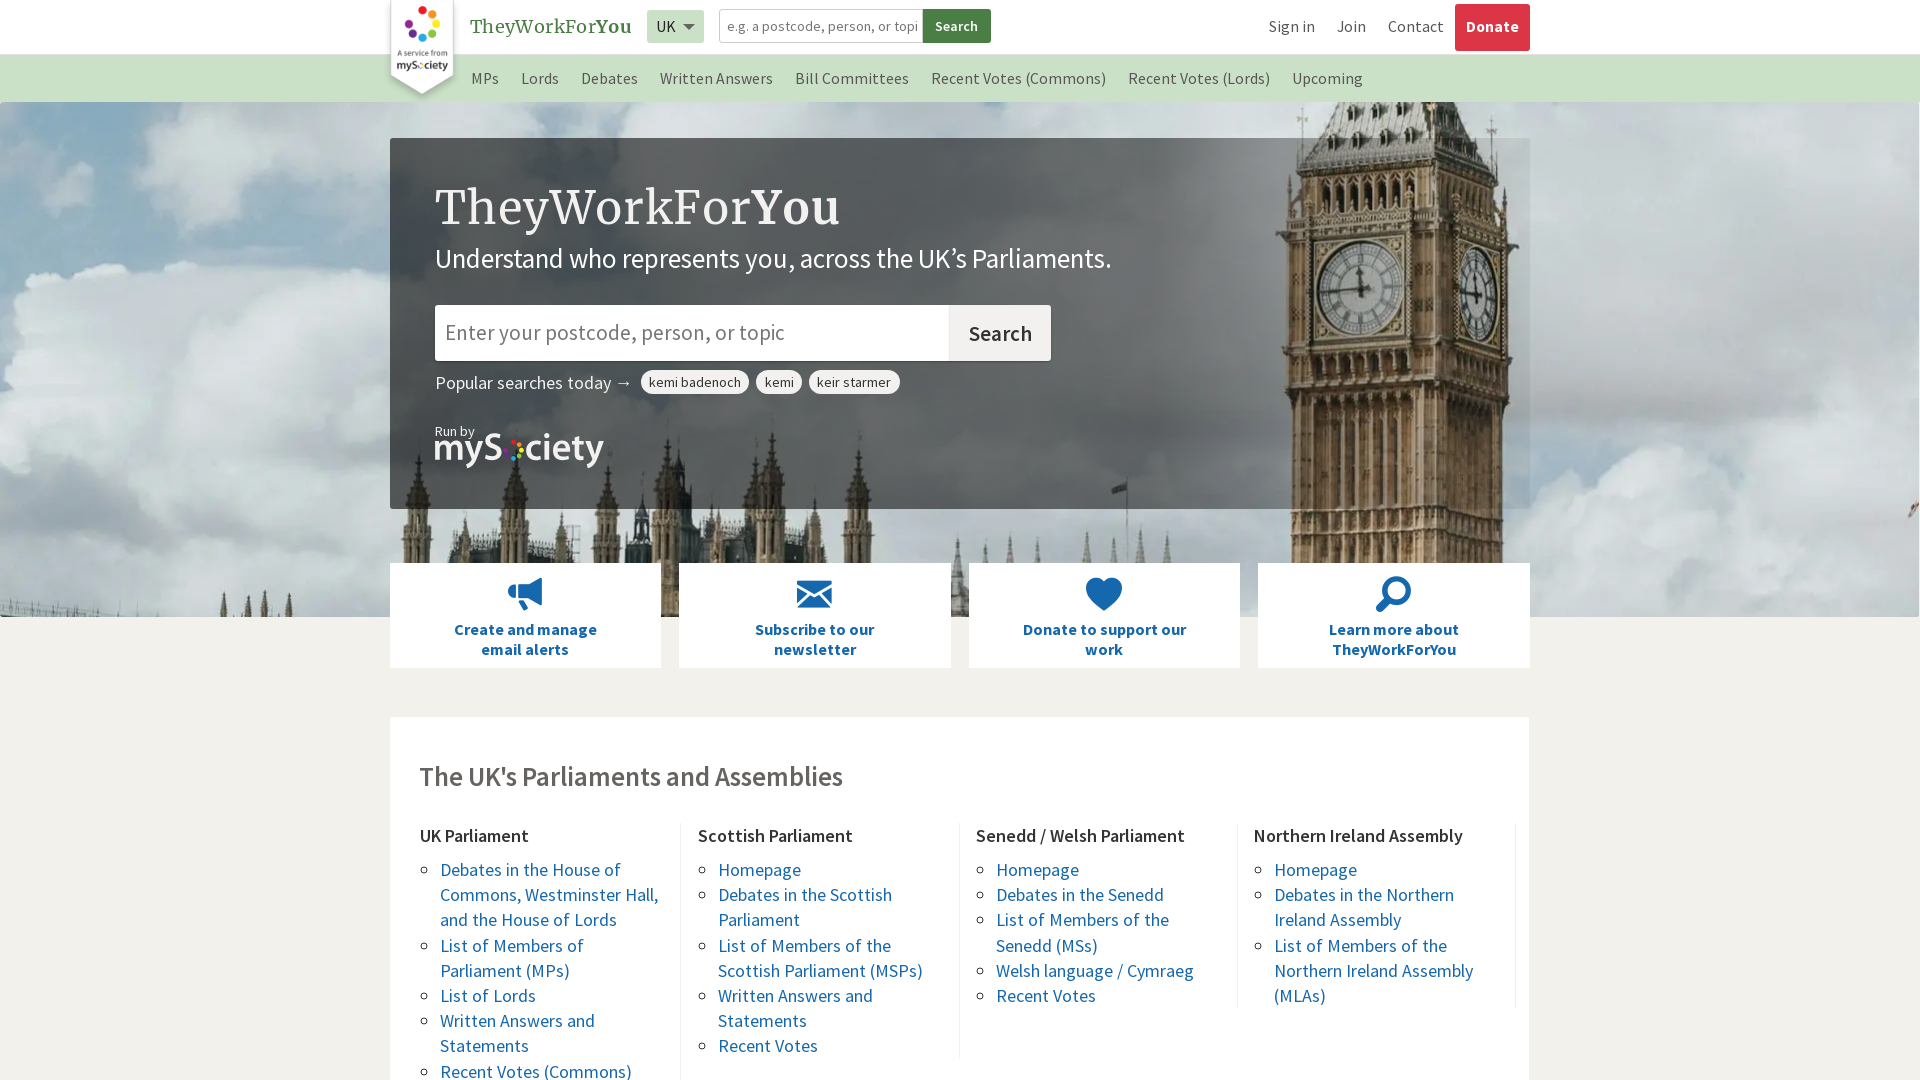 A service from
mySociety
TheyWorkForYou
UK
e.g. a postcode, person, or topi
Search
Sign in
Join
Contact
Donate
MPs
Lords
Debates
Written Answers
Bill Committees
Recent Votes (Commons)
Recent Votes (Lords)
Upcoming
TheyWorkForYou
Understand who represents you, across the UK’s Parliaments.
Enter your postcode, person, or topic
Search
Popular searches today →
kemi badenoch
kemi
keir starmer
Run by
mySociety
Create and manage
email alerts
Subscribe to our
newsletter
Donate to support our
work
Learn more about
TheyWorkForYou
The UK's Parliaments and Assemblies
UK Parliament
Debates in the House of
Commons, Westminster Hall,
and the House of Lords
List of Members of
Parliament (MPs)
List of Lords
Written Answers and
Statements
Recent Votes (Commons)
Scottish Parliament
Homepage
Debates in the Scottish
Parliament
List of Members of the
Scottish Parliament (MSPs)
Written Answers and
Statements
Recent Votes
Senedd / Welsh Parliament
Homepage
Debates in the Senedd
List of Members of the
Senedd (MSs)
Welsh language / Cymraeg
Recent Votes
Northern Ireland Assembly
Homepage
Debates in the Northern
Ireland Assembly
List of Members of the
Northern Ireland Assembly
(MLAs)